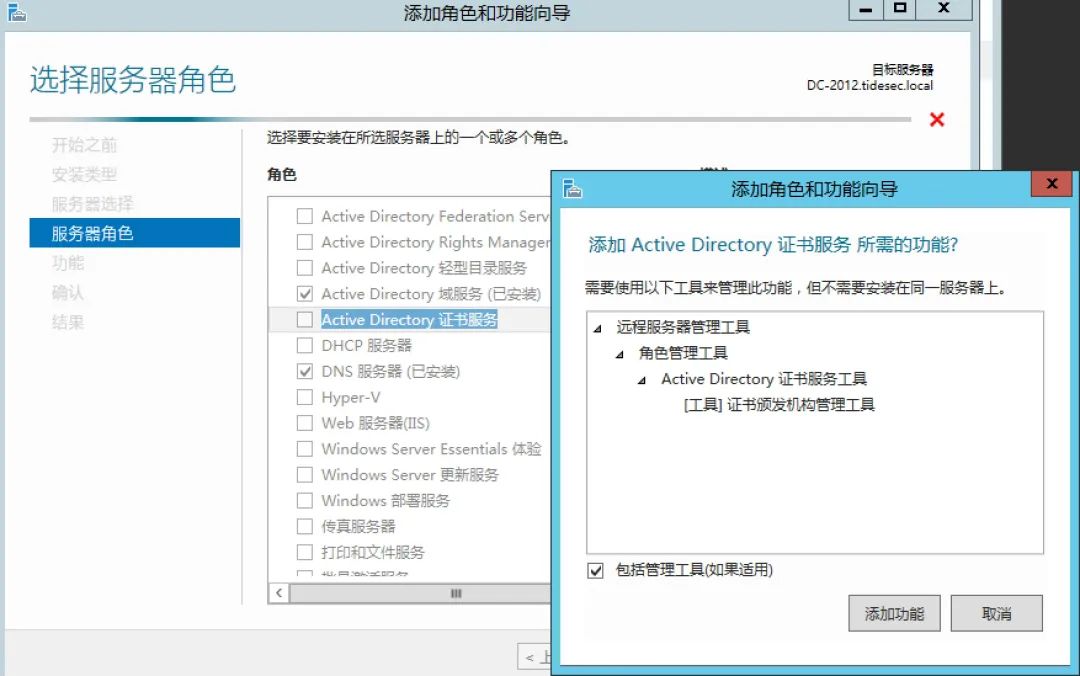 添加角色和功能向导
选择服务器角色
目标服务器
DC-2012.tidesec.local
开始之前
安装类型
服务器选择
服务器角色
功能
确认
结果
选择要安装在所选服务器上的一个或多个角色。
角色
Active Directory Federation Serv
Active Directory Rights Manager
Active Directory 轻型目录服务
Active Directory 域服务 (已安装)
Active Directory 证书服务
DHCP 服务器
DNS 服务器 (已安装)
Hyper-V
Web 服务器(IIS)
Windows Server Essentials 体验
Windows Server 更新服务
Windows 部署服务
传真服务器
打印和文件服务
< 上
添加角色和功能向导
添加 Active Directory 证书服务 所需的功能?
需要使用以下工具来管理此功能，但不需要安装在同一服务器上。
远程服务器管理工具
角色管理工具
Active Directory 证书服务工具
[工具] 证书颁发机构管理工具
包括管理工具(如果适用)
添加功能
取消